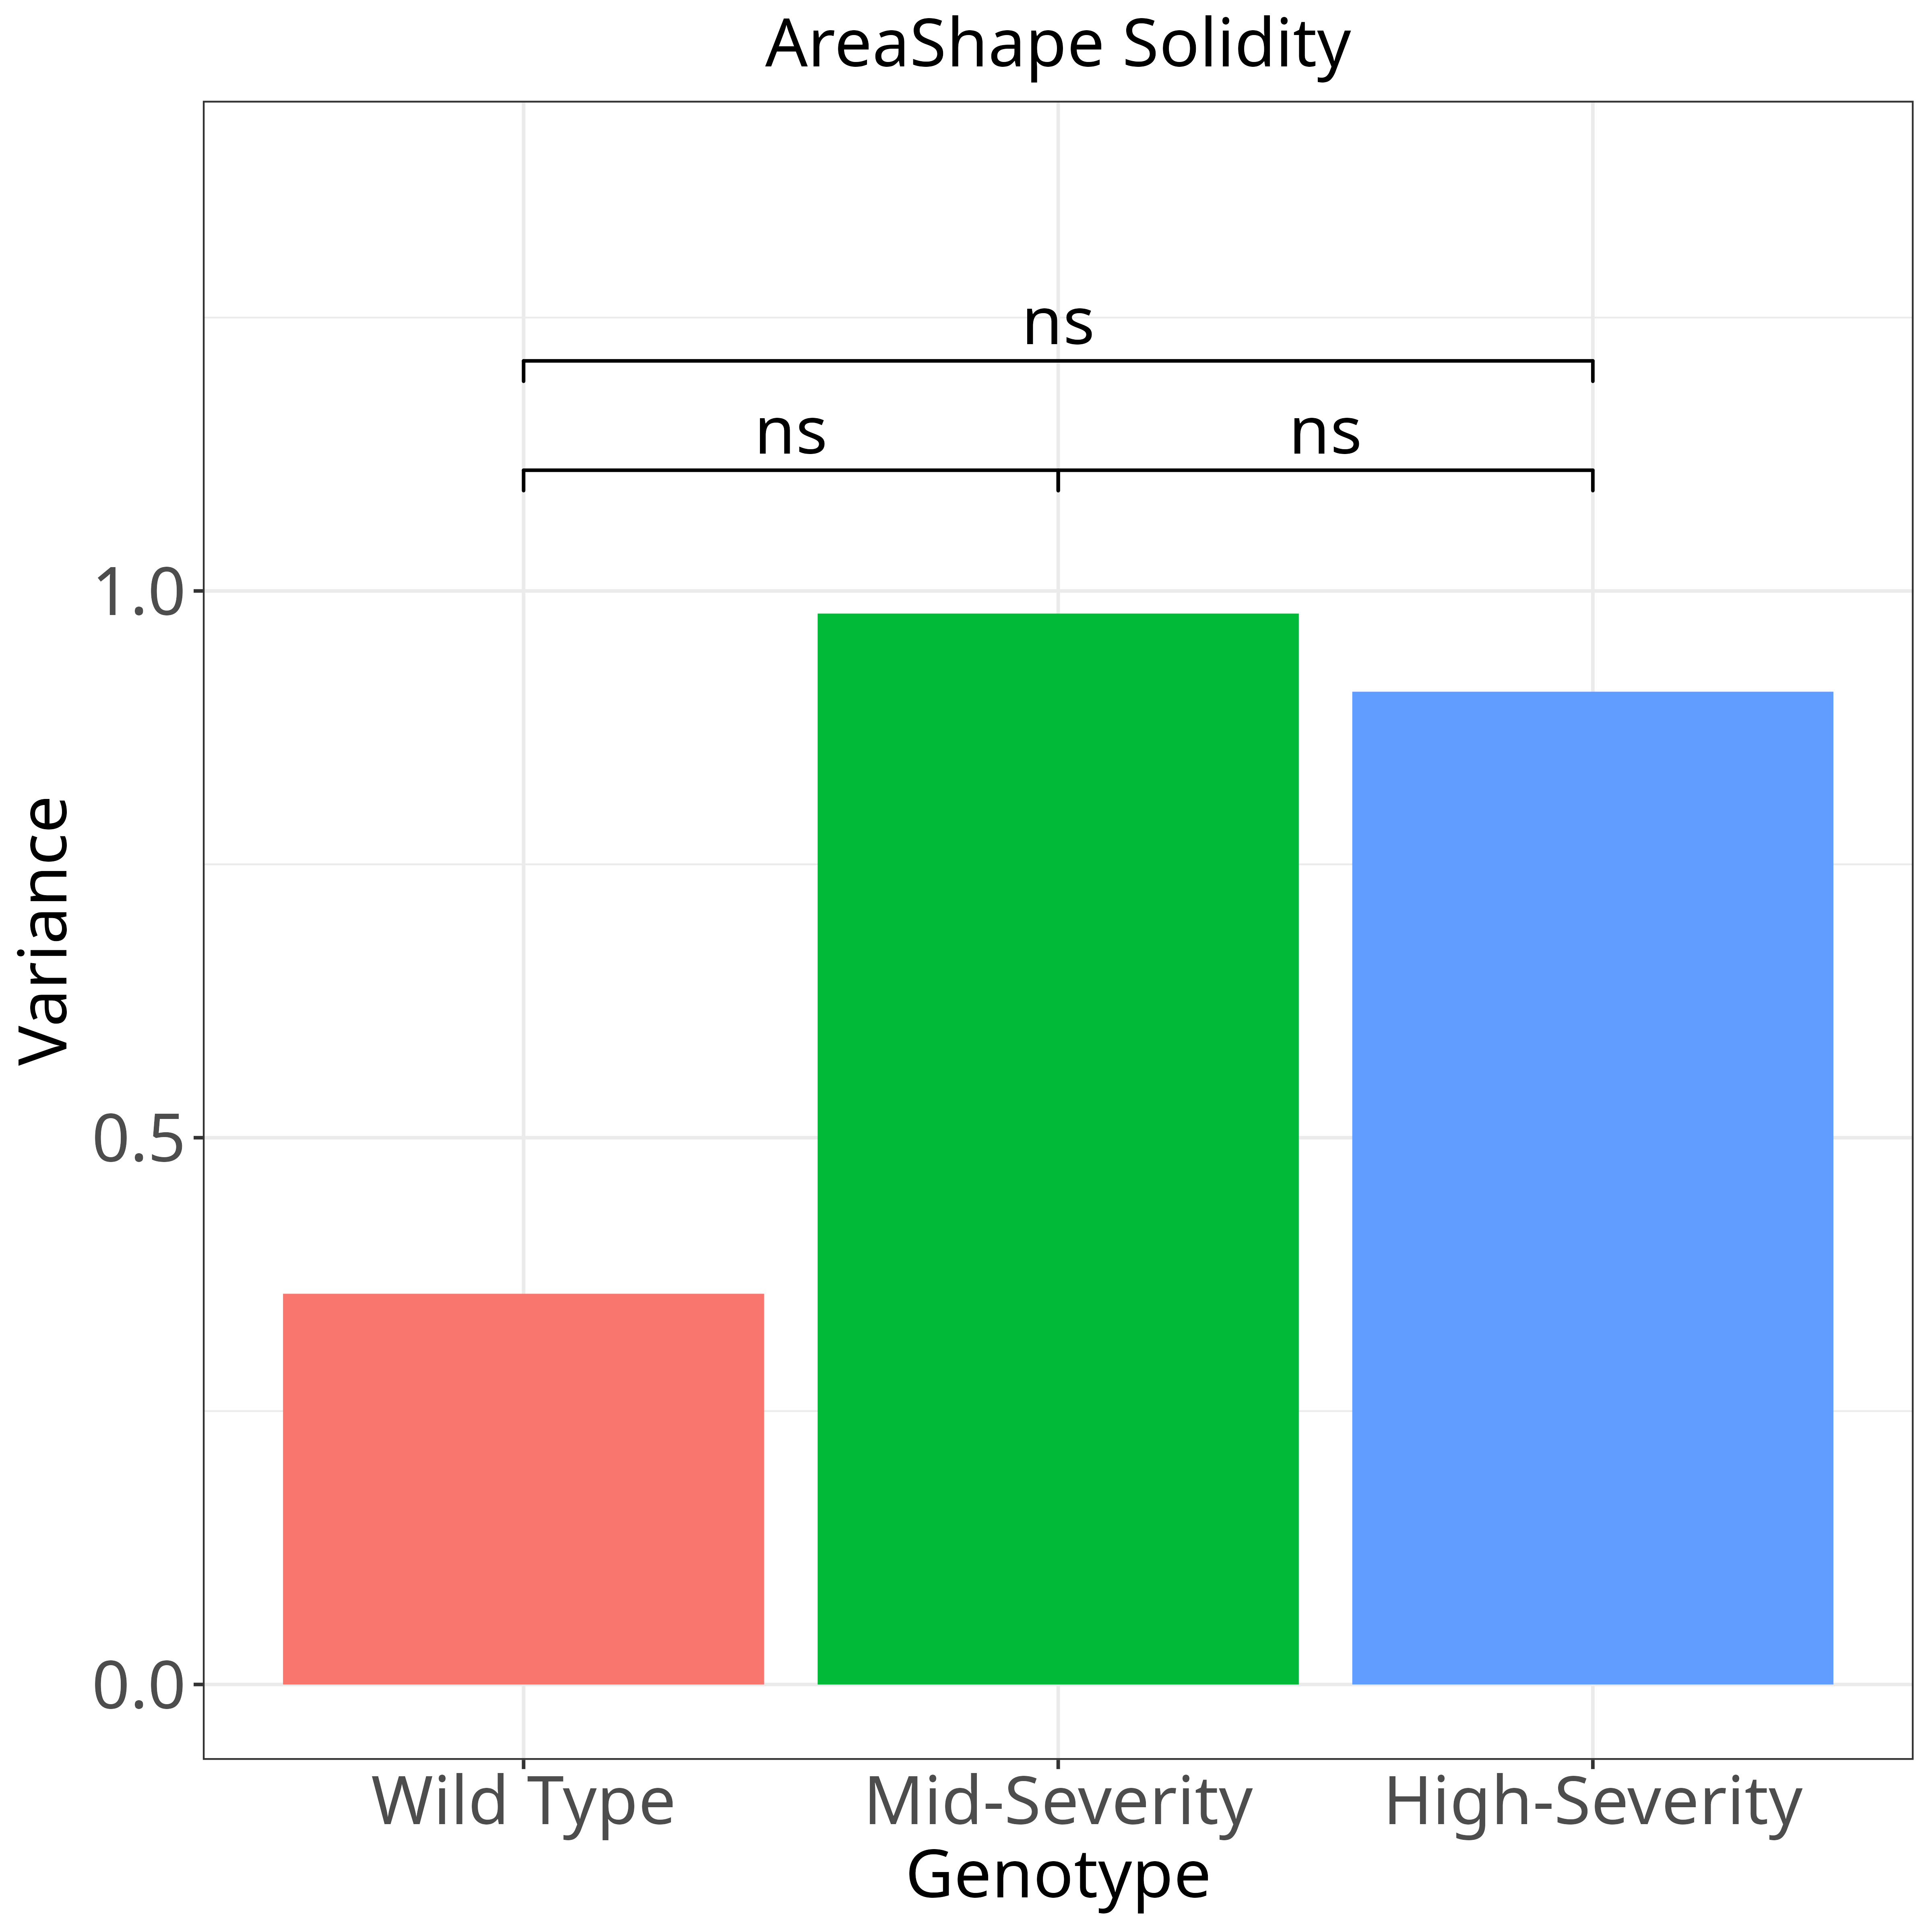 AreaShape Solidity
ns
ns ns
1.0
0.5
0.0
Variance
Wild Type Mid-Severity High-Severity
Genotype